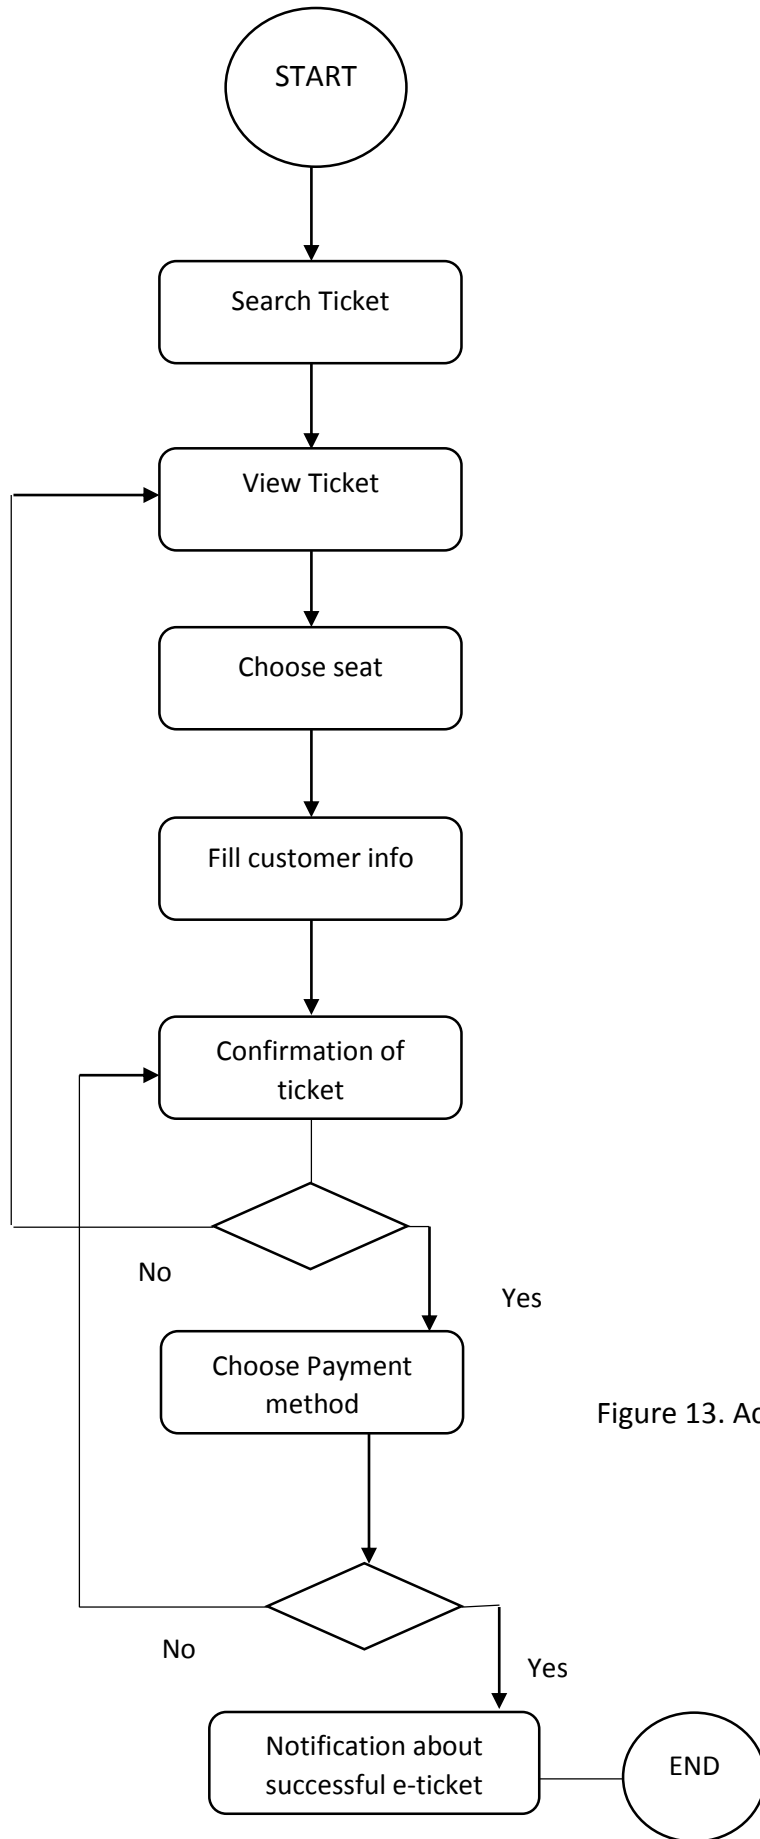 START
Search Ticket
View Ticket
Choose seat
Fill customer info
Confirmation of
ticket
No
Yes
Choose Payment
method
Figure 13.
No
Yes
Notification about
successful e-ticket
END